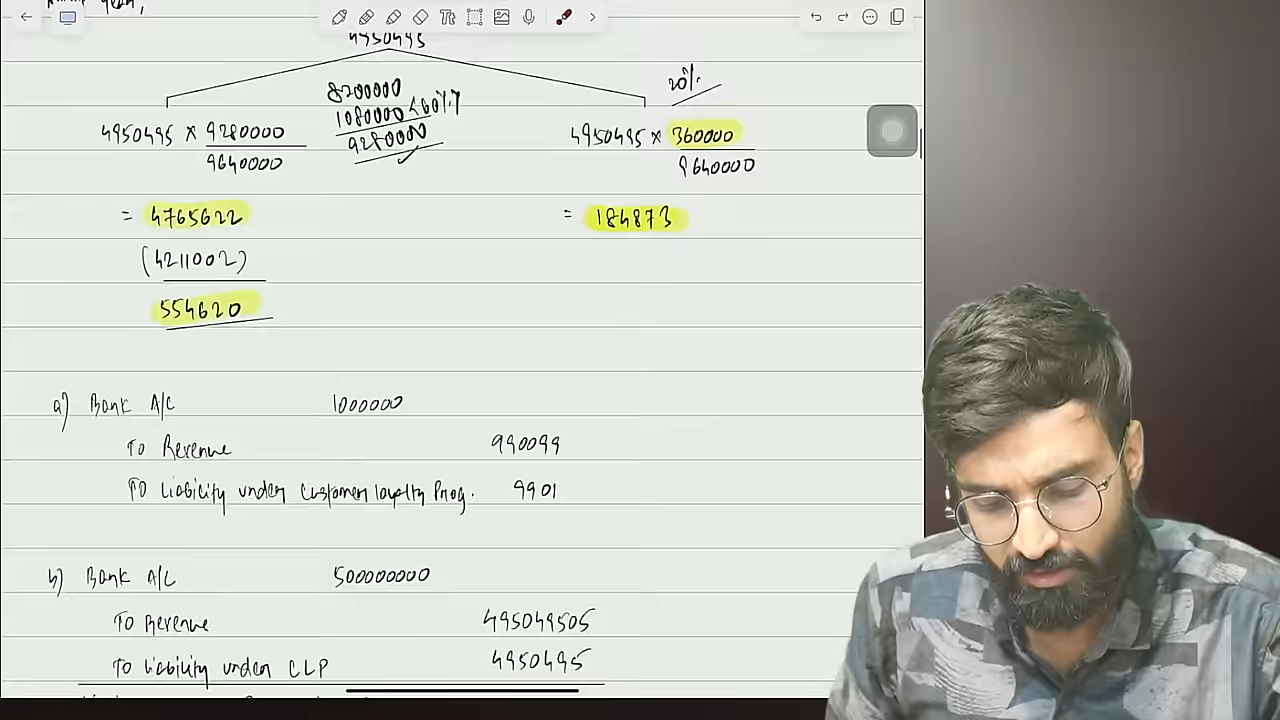 4950495
20%
8200000
1080000 <60%>
9280000
4950495 × 9280000
9640000
4950495 × 360000
9640000
= 4765622
= 184873
(4211002)
554620
a) Bank A/C 1000000
To Revenue 990099
To Liability under Customer loyalty Prog. 9901
b) Bank A/C 500000000
To Revenue 495049505
To liability under CLP 4950495